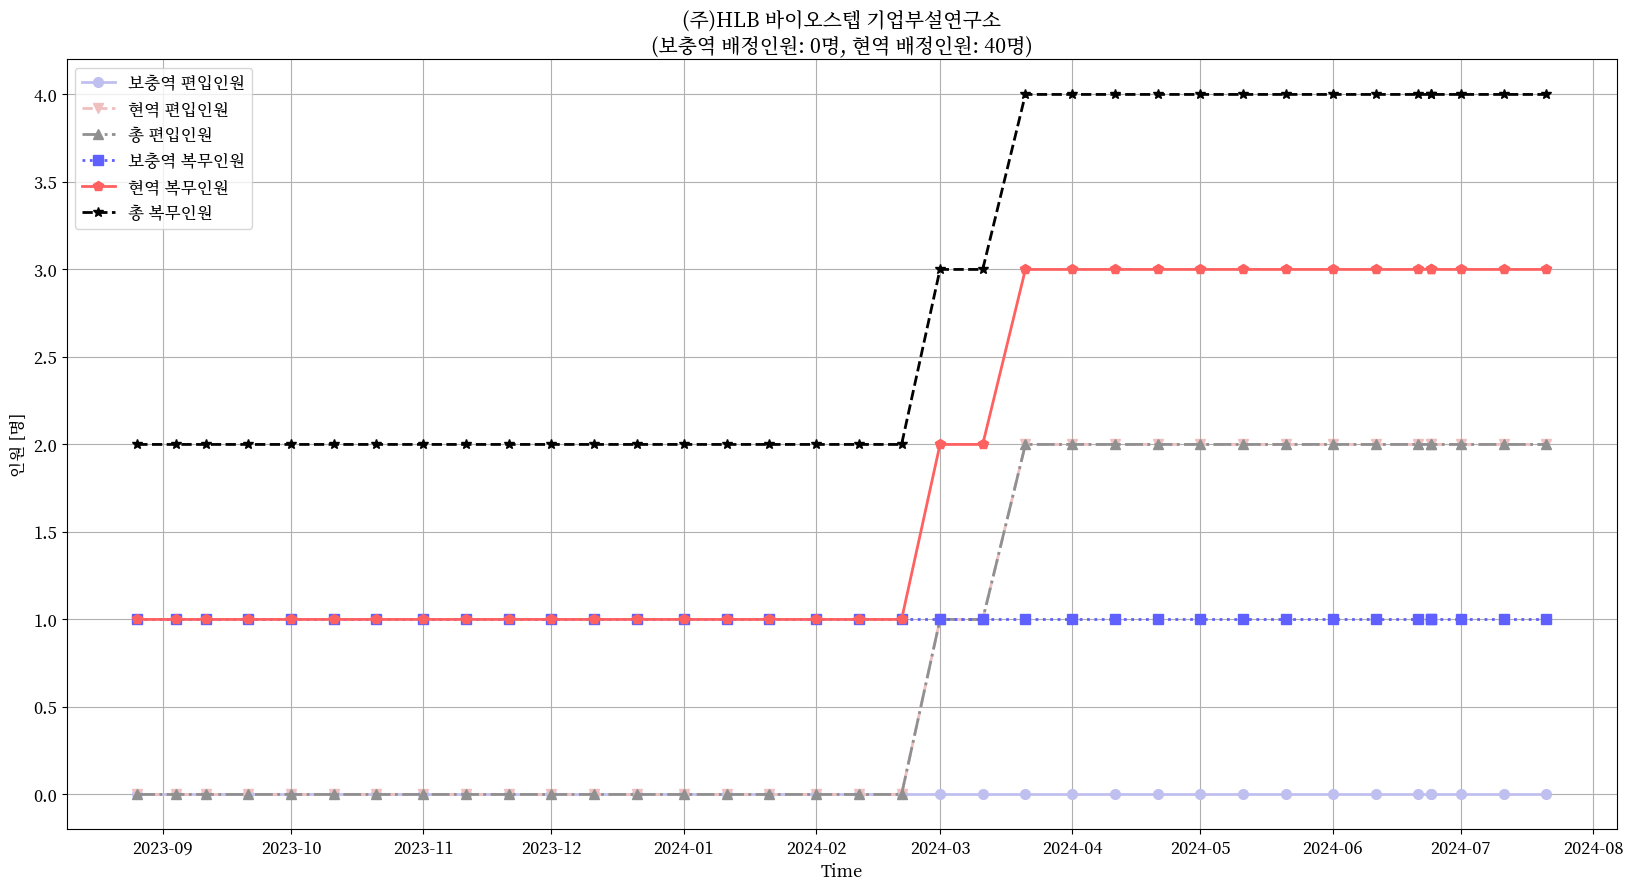 (주)HLB 바이오스텝 기업부설연구소
(보충역 배정인원: 0명, 현역 배정인원: 40명)
보충역 편입인원
현역 편입인원
총 편입인원
보충역 복무인원
현역 복무인원
총 복무인원
인원 [명]
4.0
3.5
3.0
2.5
2.0
1.5
1.0
0.5
0.0
2023-09 2023-10 2023-11 2023-12 2024-01 2024-02 2024-03 2024-04 2024-05 2024-06 2024-07 2024-08
Time